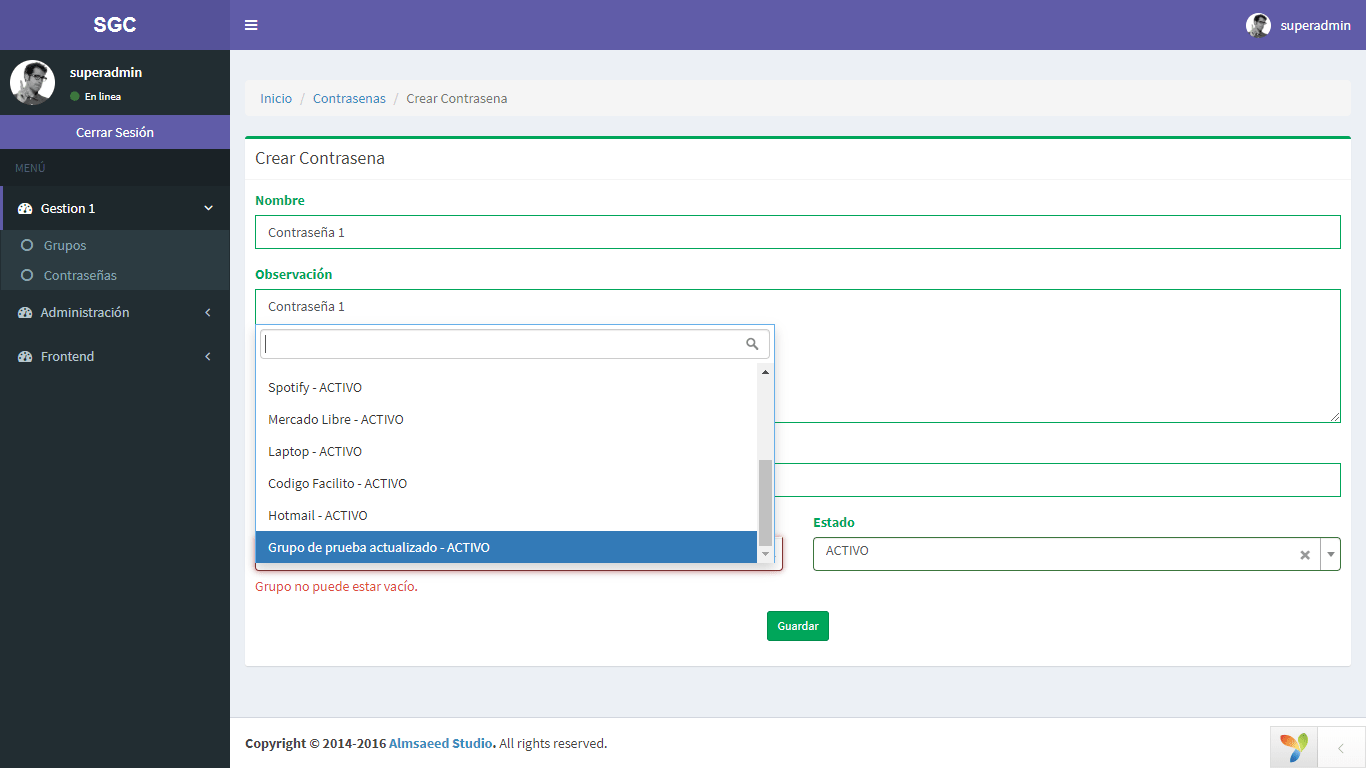 SGC
superadmin
superadmin
En linea
Cerrar Sesión
MENÚ
Gestion 1
Grupos
Contraseñas
Administración
Frontend
Inicio / Contrasenas / Crear Contrasena
Crear Contrasena
Nombre
Contraseña 1
Observación
Contraseña 1
Spotify - ACTIVO
Mercado Libre - ACTIVO
Laptop - ACTIVO
Codigo Facilito - ACTIVO
Hotmail - ACTIVO
Grupo de prueba actualizado - ACTIVO
Estado
ACTIVO
Grupo no puede estar vacío.
Guardar
Copyright © 2014-2016 Almsaeed Studio. All rights reserved.